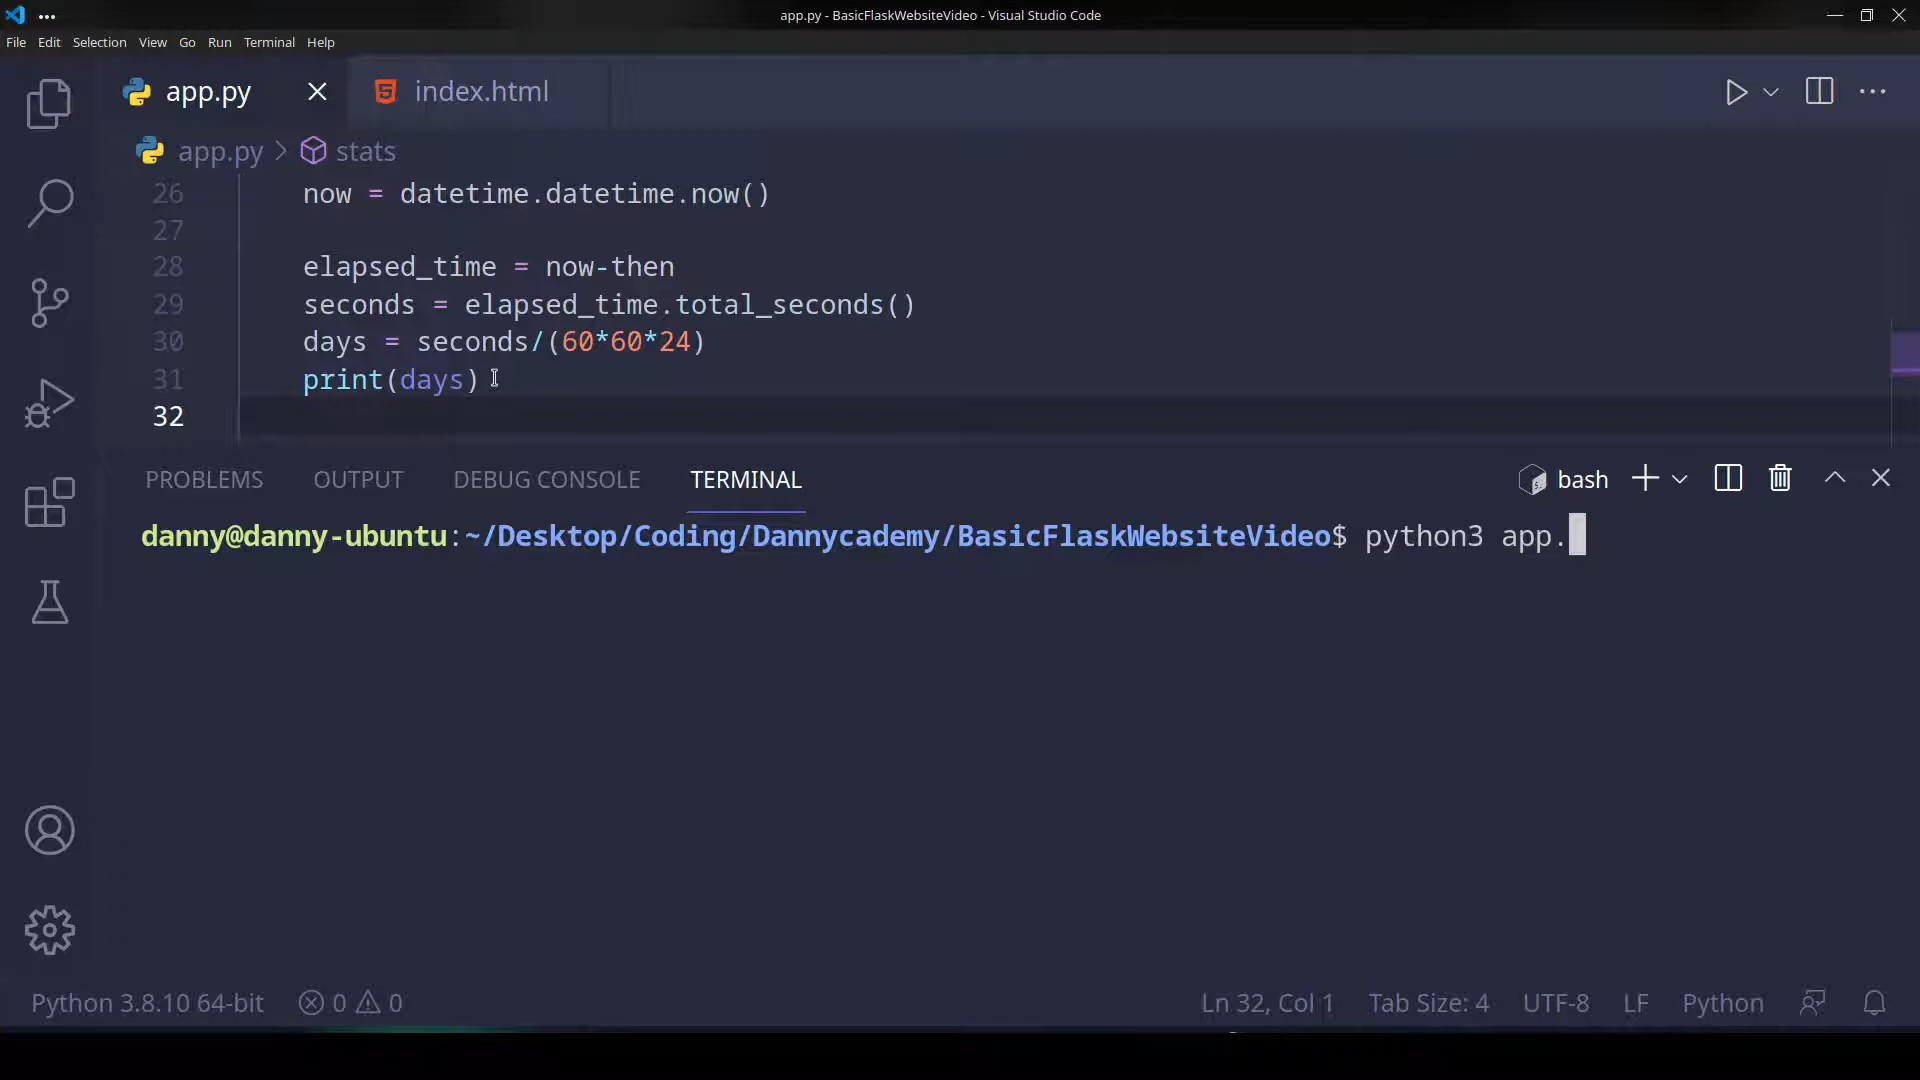 app.py - BasicFlaskWebsiteVideo - Visual Studio Code
File Edit Selection View Go Run Terminal Help
app.py index.html
app.py > stats
26 now = datetime.datetime.now()
27
28 elapsed_time = now-then
29 seconds = elapsed_time.total_seconds()
30 days = seconds/(60*60*24)
31 print(days)
32
PROBLEMS OUTPUT DEBUG CONSOLE TERMINAL bash
danny@danny-ubuntu:~/Desktop/Coding/Dannycademy/BasicFlaskWebsiteVideo$ python3 app.
Python 3.8.10 64-bit 0 0 Ln 32, Col 1 Tab Size: 4 UTF-8 LF Python